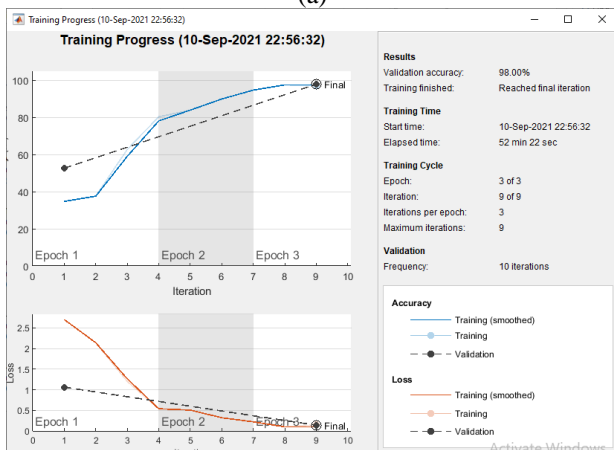 (a)
Training Progress (10-Sep-2021 22:56:32)
Training Progress (10-Sep-2021 22:56:32)
100
80
60
40
20
0
Epoch 1
Epoch 2
Epoch 3
Final
0 1 2 3 4 5 6 7 8 9 10
Iteration
2.5
2
1.5
1
0.5
0
Loss
Epoch 1
Epoch 2
Epoch 3
Final
0 1 2 3 4 5 6 7 8 9 10
Results
Validation accuracy: 98.00%
Training finished: Reached final iteration
Training Time
Start time: 10-Sep-2021 22:56:32
Elapsed time: 52 min 22 sec
Training Cycle
Epoch: 3 of 3
Iteration: 9 of 9
Iterations per epoch: 3
Maximum iterations: 9
Validation
Frequency: 10 iterations
Accuracy
Training (smoothed)
Training
Validation
Loss
Training (smoothed)
Training
Validation
Activate Windows